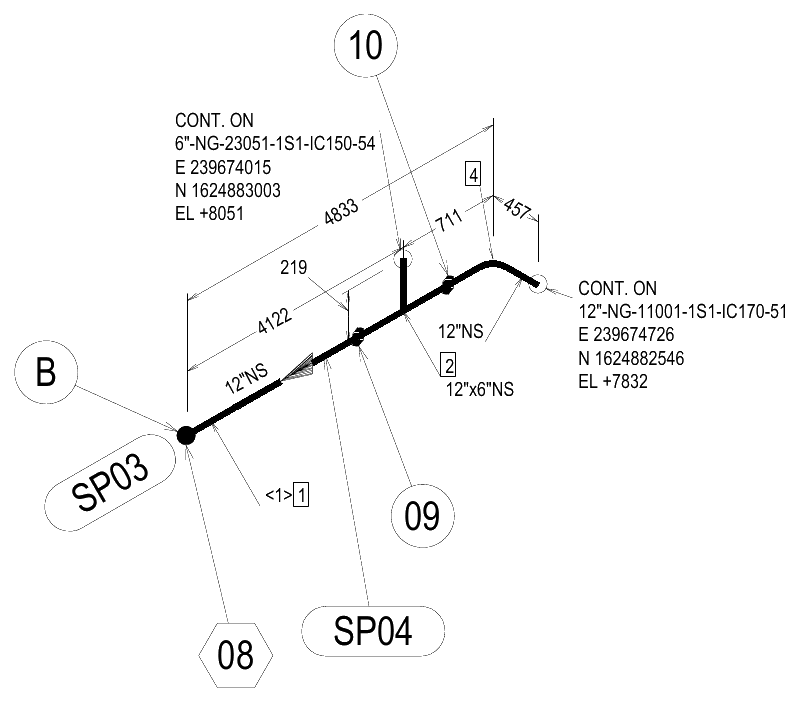 10
CONT. ON
6"-NG-23051-1S1-IC150-54
E 239674015
N 1624883003
EL +8051
4
4833
711
457
219
4122
CONT. ON
12"-NG-11001-1S1-IC170-51
E 239674726
N 1624882546
EL +7832
12"NS
2
12"x6"NS
12"NS
B
SP03
<1>1
09
SP04
08